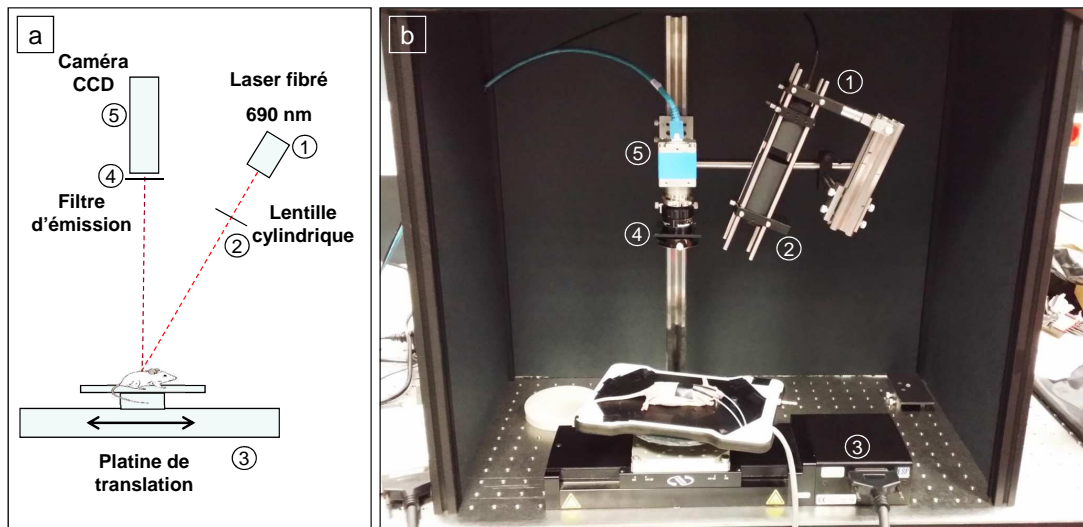 a
Caméra
CCD
⑤
④
Filtre
d'émission
Laser fibré
690 nm
①
Lentille
cylindrique
②
③
Platine de
translation
b
①
⑤
④
②
③